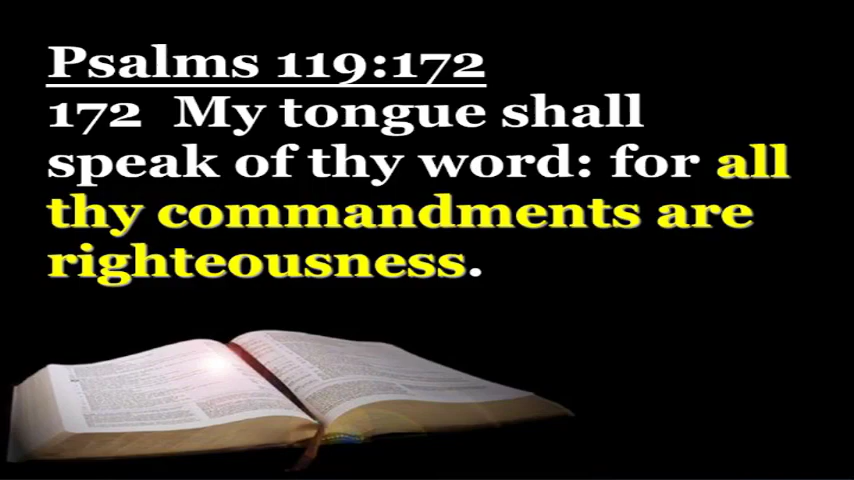 Psalms 119:172
172 My tongue shall
speak of thy word: for all
thy commandments are
righteousness.